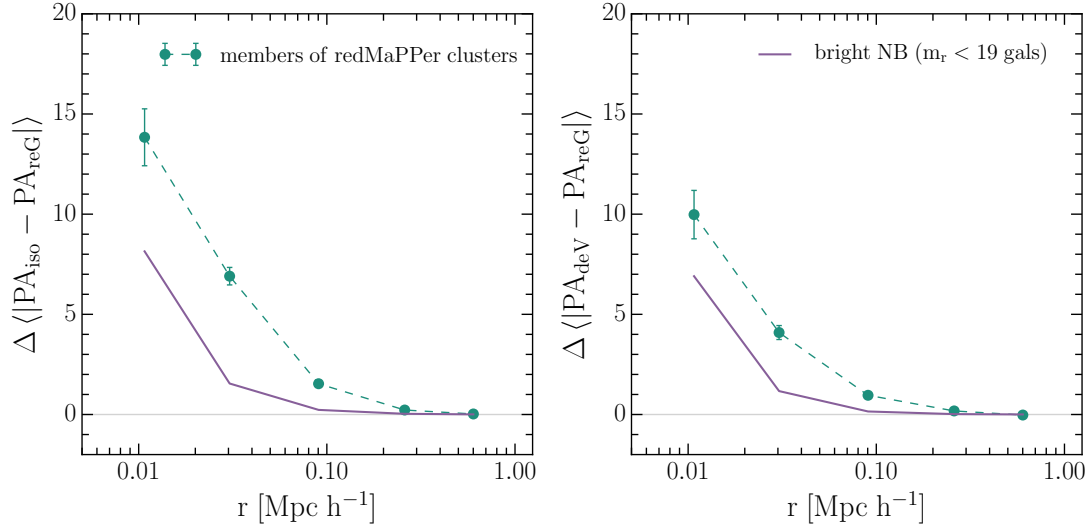 20
15
10
5
0
Δ ⟨|PA_iso − PA_reG|⟩
members of redMaPPer clusters
0.01 0.10 1.00
r [Mpc h⁻¹]
20
15
10
5
0
Δ ⟨|PA_deV − PA_reG|⟩
bright NB (m_r < 19 gals)
0.01 0.10 1.00
r [Mpc h⁻¹]